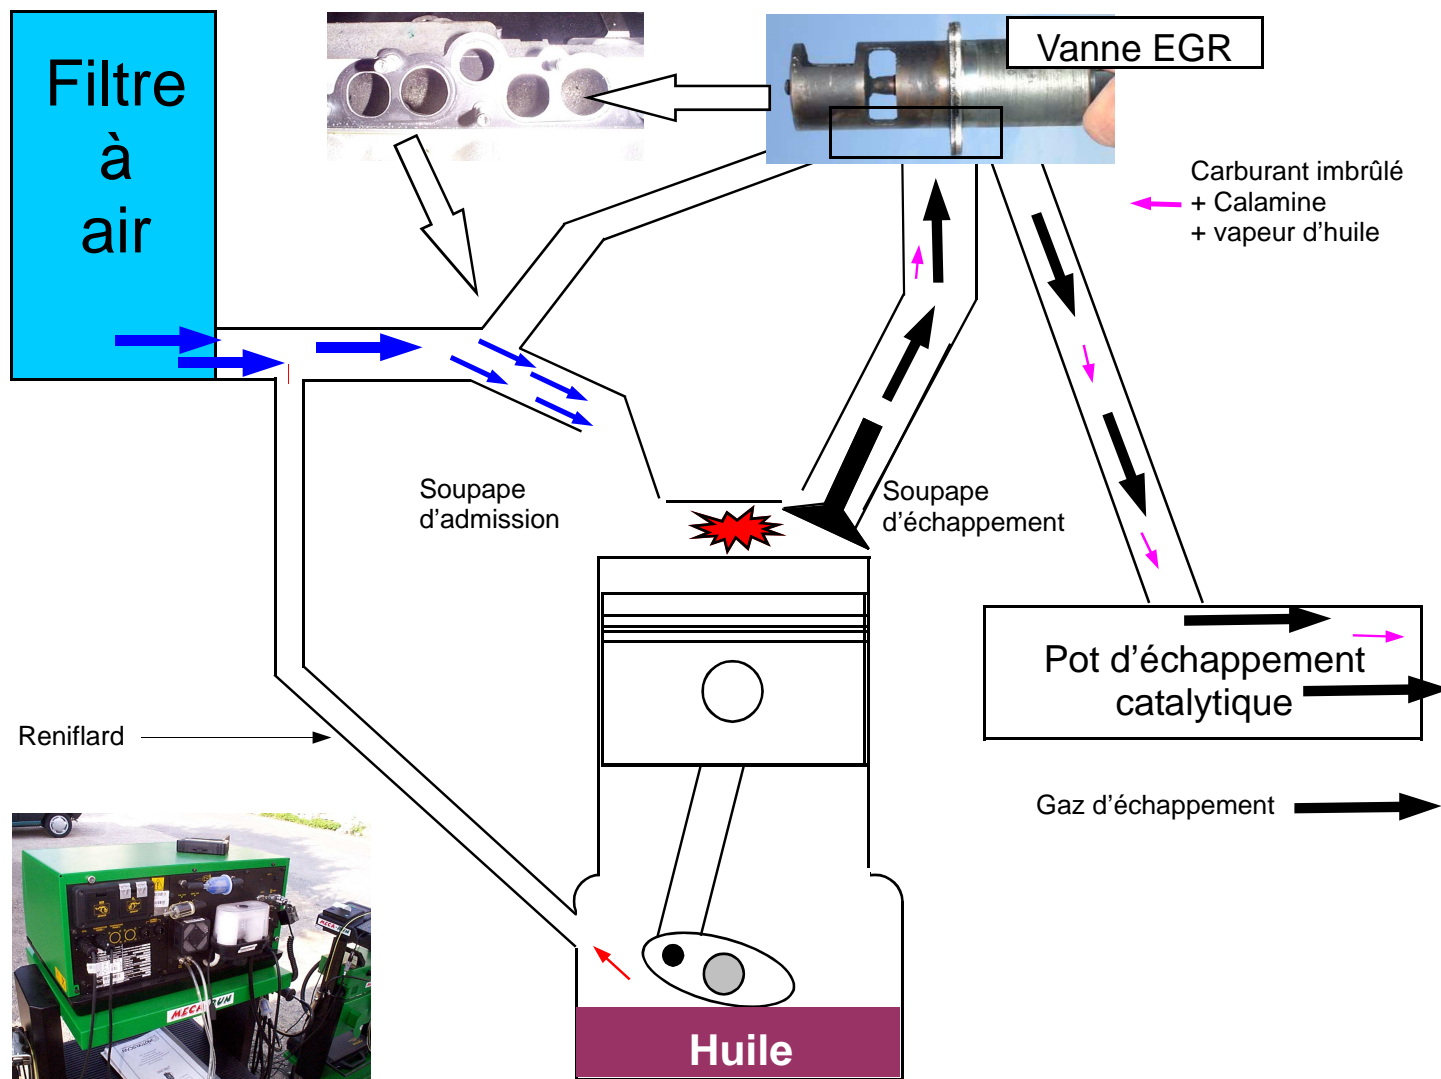 Filtre
à
air
Vanne EGR
Carburant imbrûlé
+ Calamine
+ vapeur d'huile
Soupape
d'admission
Soupape
d'échappement
Pot d'échappement
catalytique
Reniflard
Gaz d'échappement
Huile